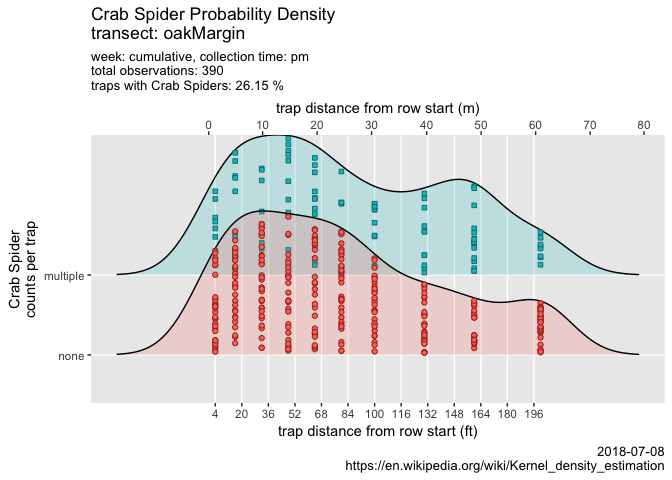 Crab Spider Probability Density
transect: oakMargin
week: cumulative, collection time: pm
total observations: 390
traps with Crab Spiders: 26.15 %
trap distance from row start (m)
0 10 20 30 40 50 60 70 80
Crab Spider
counts per trap
multiple
none
4 20 36 52 68 84 100 116 132 148 164 180 196
trap distance from row start (ft)
2018-07-08
https://en.wikipedia.org/wiki/Kernel_density_estimation